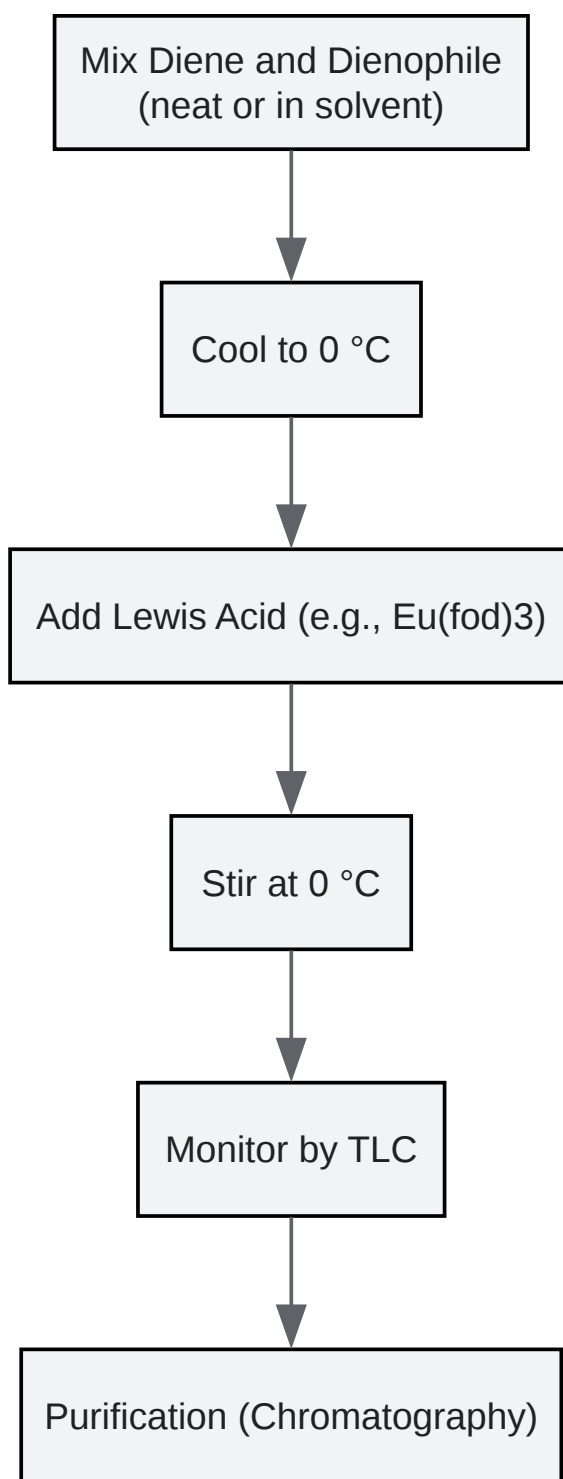 Mix Diene and Dienophile
(neat or in solvent)
Cool to 0 °C
Add Lewis Acid (e.g., Eu(fod)3)
Stir at 0 °C
Monitor by TLC
Purification (Chromatography)